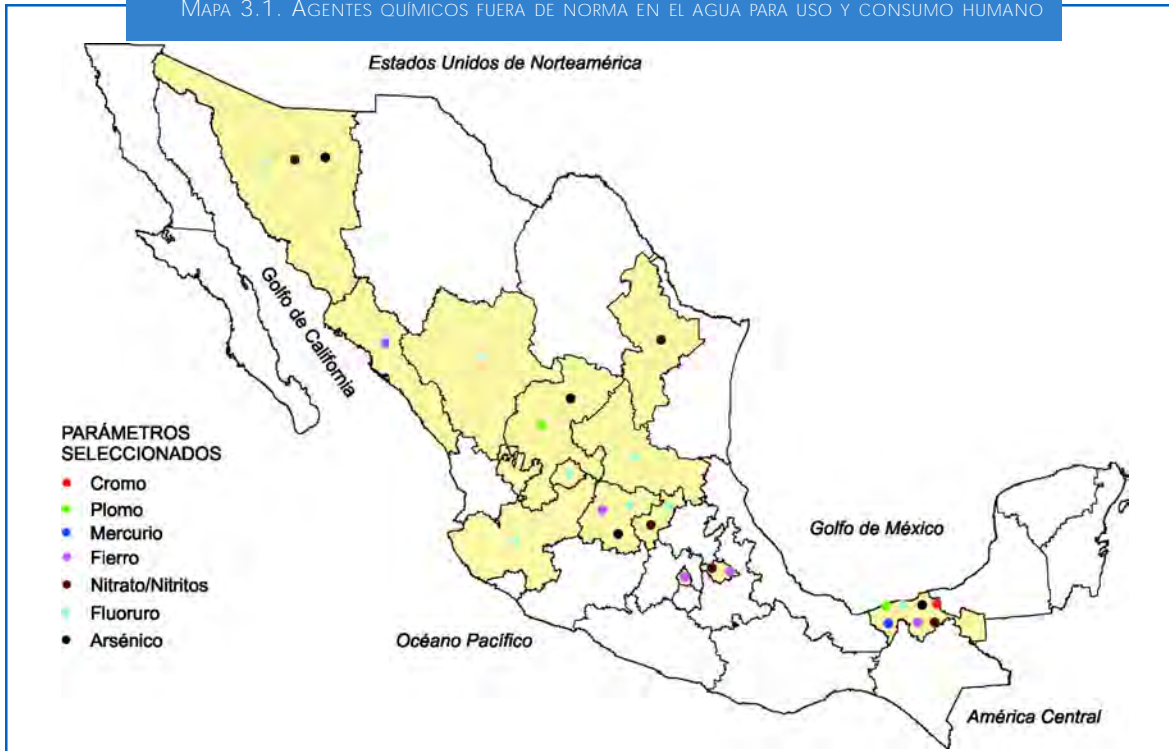 MAPA 3.1. AGENTES QUÍMICOS FUERA DE NORMA EN EL AGUA PARA USO Y CONSUMO HUMANO
Estados Unidos de Norteamérica
Golfo de California
PARÁMETROS
SELECCIONADOS
Cromo
Plomo
Mercurio
Fierro
Nitrato/Nitritos
Fluoruro
Arsénico
Golfo de México
Océano Pacífico
América Central